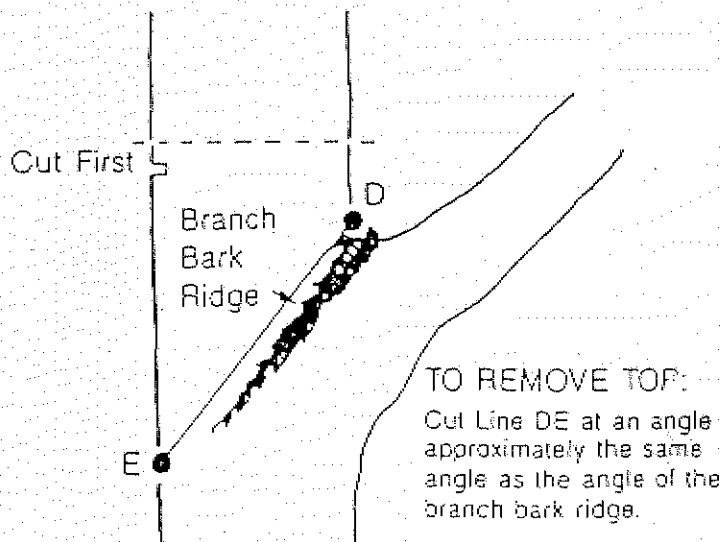 Cut First
D
Branch
Bark
Ridge
E
TO REMOVE TOP:
Cut Line DE at an angle
approximately the same
angle as the angle of the
branch bark ridge.